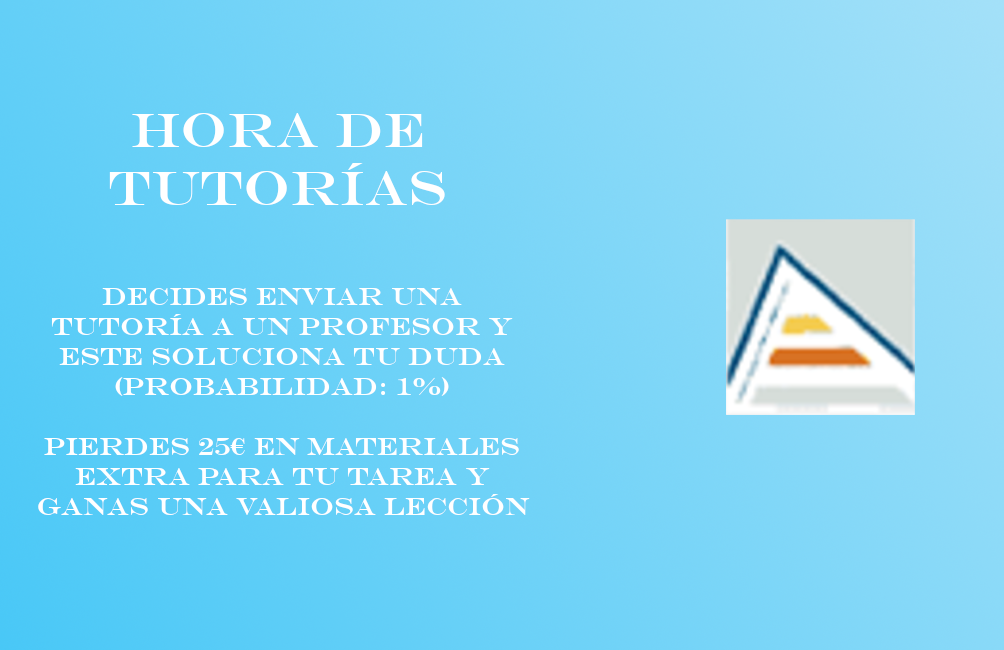 HORA DE
TUTORÍAS
DECIDES ENVIAR UNA
TUTORÍA A UN PROFESOR Y
ESTE SOLUCIONA TU DUDA
(PROBABILIDAD: 1%)
PIERDES 25€ EN MATERIALES
EXTRA PARA TU TAREA Y
GANAS UNA VALIOSA LECCIÓN